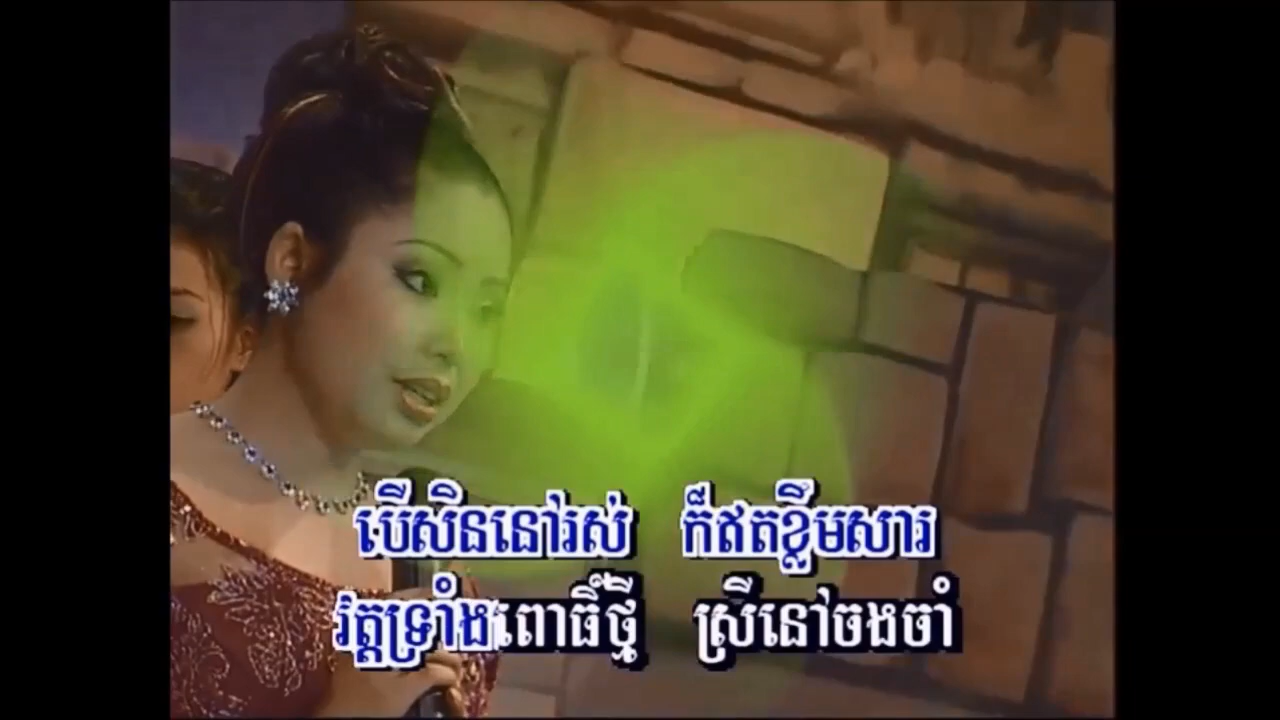 បើសិននៅរស់ ក៏ឥតខ្លឹមសារ
វត្តទ្រាំងពោធិ៍ថ្មី ស្រីនៅចងចាំ